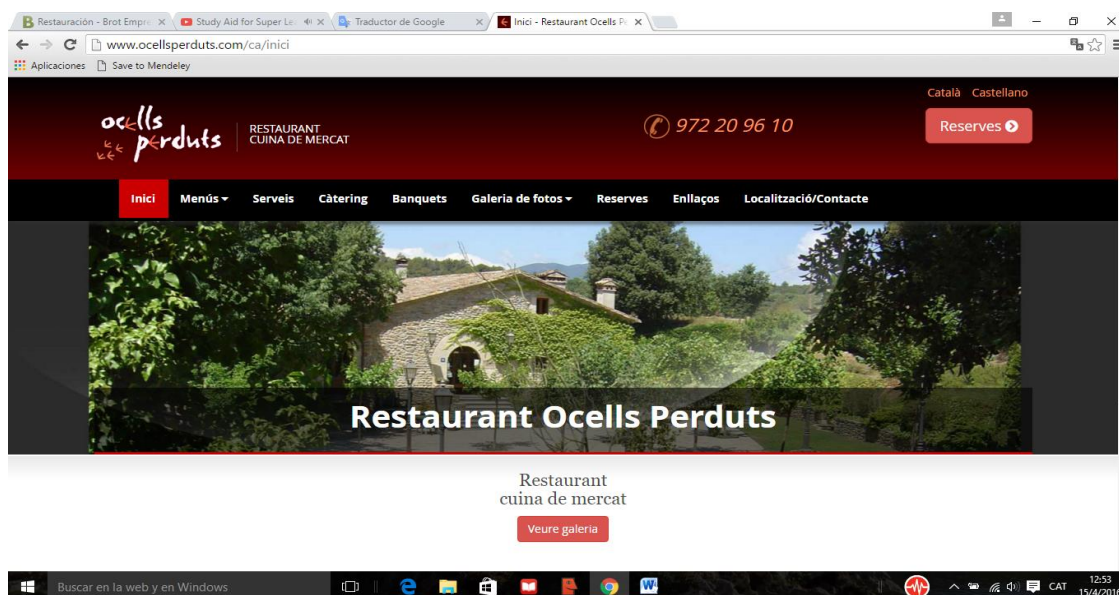 Restauración - Brot Empre
Study Aid for Super Le
Traductor de Google
Inici - Restaurant Ocells P
www.ocellsperduts.com/ca/inici
Aplicaciones
Save to Mendeley
Català Castellano
ocells
perduts
RESTAURANT
CUINA DE MERCAT
972 20 96 10
Reserves
Inici Menús Serveis Càtering Banquets Galeria de fotos Reserves Enllaços Localització/Contacte
Restaurant Ocells Perduts
Restaurant
cuina de mercat
Veure galeria
Buscar en la web y en Windows
CAT
12:53
15/4/201